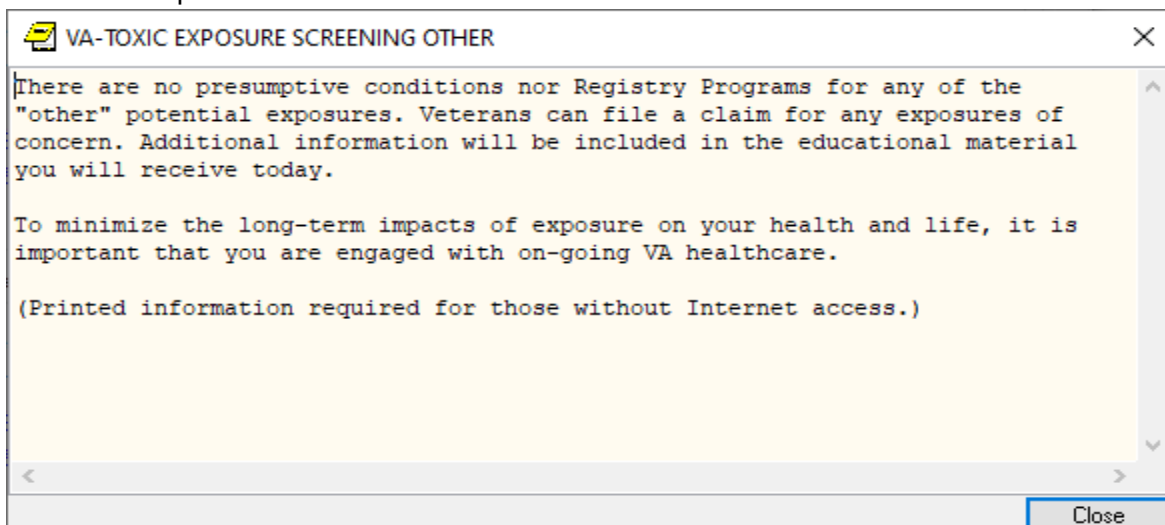 VA-TOXIC EXPOSURE SCREENING OTHER
There are no presumptive conditions nor Registry Programs for any of the
"other" potential exposures. Veterans can file a claim for any exposures of
concern. Additional information will be included in the educational material
you will receive today.
To minimize the long-term impacts of exposure on your health and life, it is
important that you are engaged with on-going VA healthcare.
(Printed information required for those without Internet access.)
Close